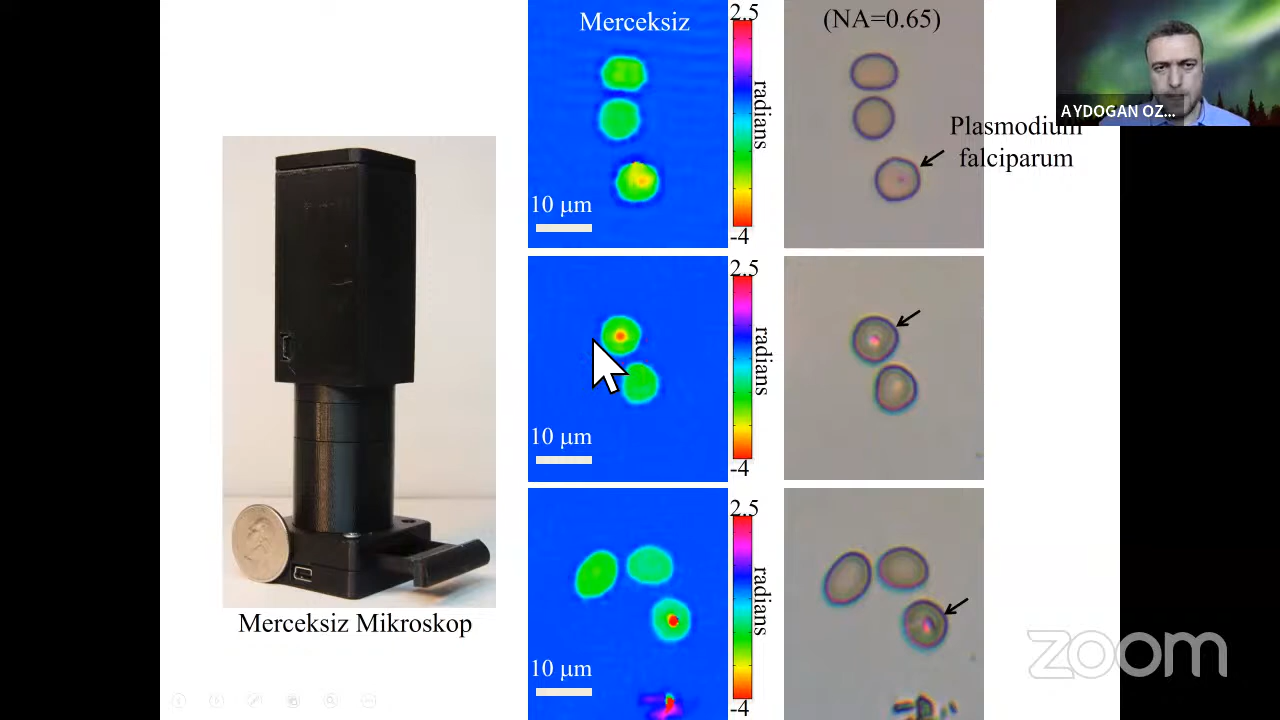 Merceksiz
(NA=0.65)
AYDOGAN OZ...
2.5
radians
-4
Plasmodium
falciparum
10 μm
2.5
radians
-4
10 μm
2.5
radians
-4
10 μm
Merceksiz Mikroskop
zoom